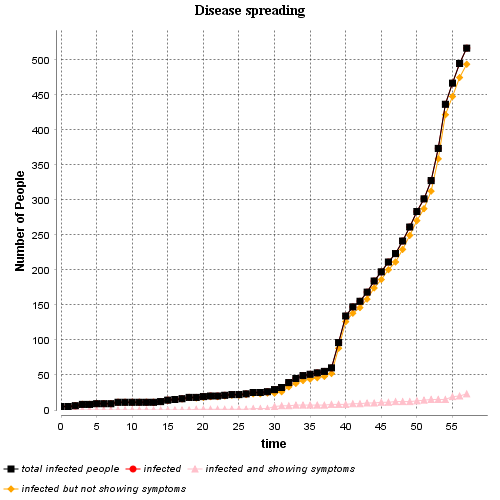 Disease spreading
Number of People
500
450
400
350
300
250
200
150
100
50
0
0 5 10 15 20 25 30 35 40 45 50 55
time
total infected people infected infected and showing symptoms
infected but not showing symptoms